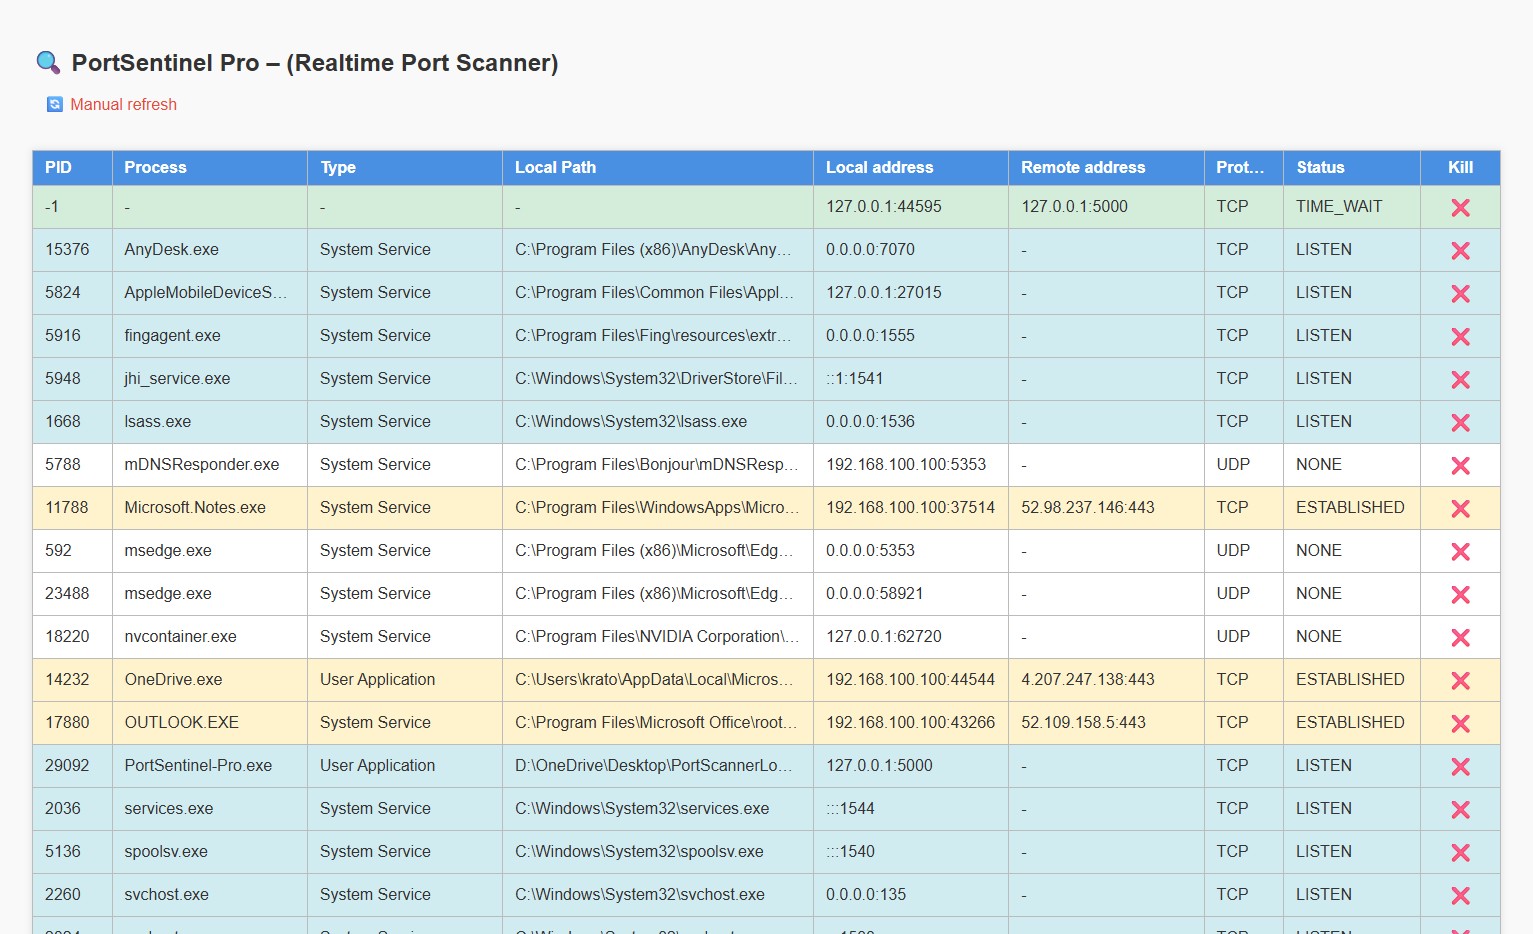 PortSentinel Pro – (Realtime Port Scanner)
Manual refresh
PID Process Type Local Path Local address Remote address Prot… Status Kill
-1 - - - 127.0.0.1:44595 127.0.0.1:5000 TCP TIME_WAIT
15376 AnyDesk.exe System Service C:\Program Files (x86)\AnyDesk\Any… 0.0.0.0:7070 - TCP LISTEN
5824 AppleMobileDeviceS… System Service C:\Program Files\Common Files\Appl… 127.0.0.1:27015 - TCP LISTEN
5916 fingagent.exe System Service C:\Program Files\Fing\resources\extr… 0.0.0.0:1555 - TCP LISTEN
5948 jhi_service.exe System Service C:\Windows\System32\DriverStore\Fil… ::1:1541 - TCP LISTEN
1668 lsass.exe System Service C:\Windows\System32\lsass.exe 0.0.0.0:1536 - TCP LISTEN
5788 mDNSResponder.exe System Service C:\Program Files\Bonjour\mDNSResp… 192.168.100.100:5353 - UDP NONE
11788 Microsoft.Notes.exe System Service C:\Program Files\WindowsApps\Micro… 192.168.100.100:37514 52.98.237.146:443 TCP ESTABLISHED
592 msedge.exe System Service C:\Program Files (x86)\Microsoft\Edg… 0.0.0.0:5353 - UDP NONE
23488 msedge.exe System Service C:\Program Files (x86)\Microsoft\Edg… 0.0.0.0:58921 - UDP NONE
18220 nvcontainer.exe System Service C:\Program Files\NVIDIA Corporation\… 127.0.0.1:62720 - UDP NONE
14232 OneDrive.exe User Application C:\Users\krato\AppData\Local\Micros… 192.168.100.100:44544 4.207.247.138:443 TCP ESTABLISHED
17880 OUTLOOK.EXE System Service C:\Program Files\Microsoft Office\root… 192.168.100.100:43266 52.109.158.5:443 TCP ESTABLISHED
29092 PortSentinel-Pro.exe User Application D:\OneDrive\Desktop\PortScannerLo… 127.0.0.1:5000 - TCP LISTEN
2036 services.exe System Service C:\Windows\System32\services.exe :::1544 - TCP LISTEN
5136 spoolsv.exe System Service C:\Windows\System32\spoolsv.exe :::1540 - TCP LISTEN
2260 svchost.exe System Service C:\Windows\System32\svchost.exe 0.0.0.0:135 - TCP LISTEN